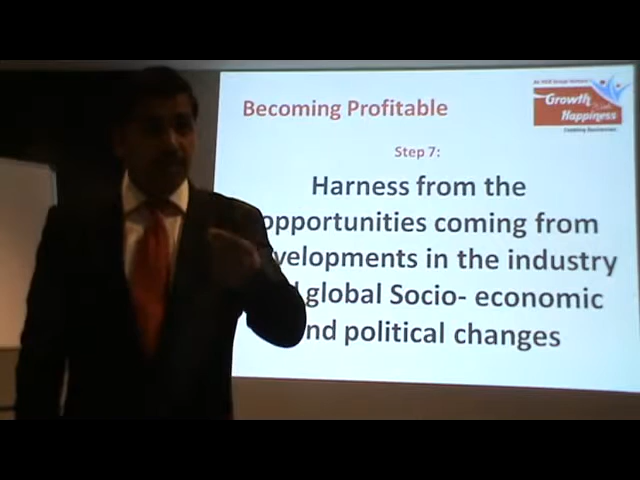 Becoming Profitable
Growth
Happiness
Step 7:
Harness from the
opportunities coming from
velopments in the industry
global Socio- economic
nd political changes